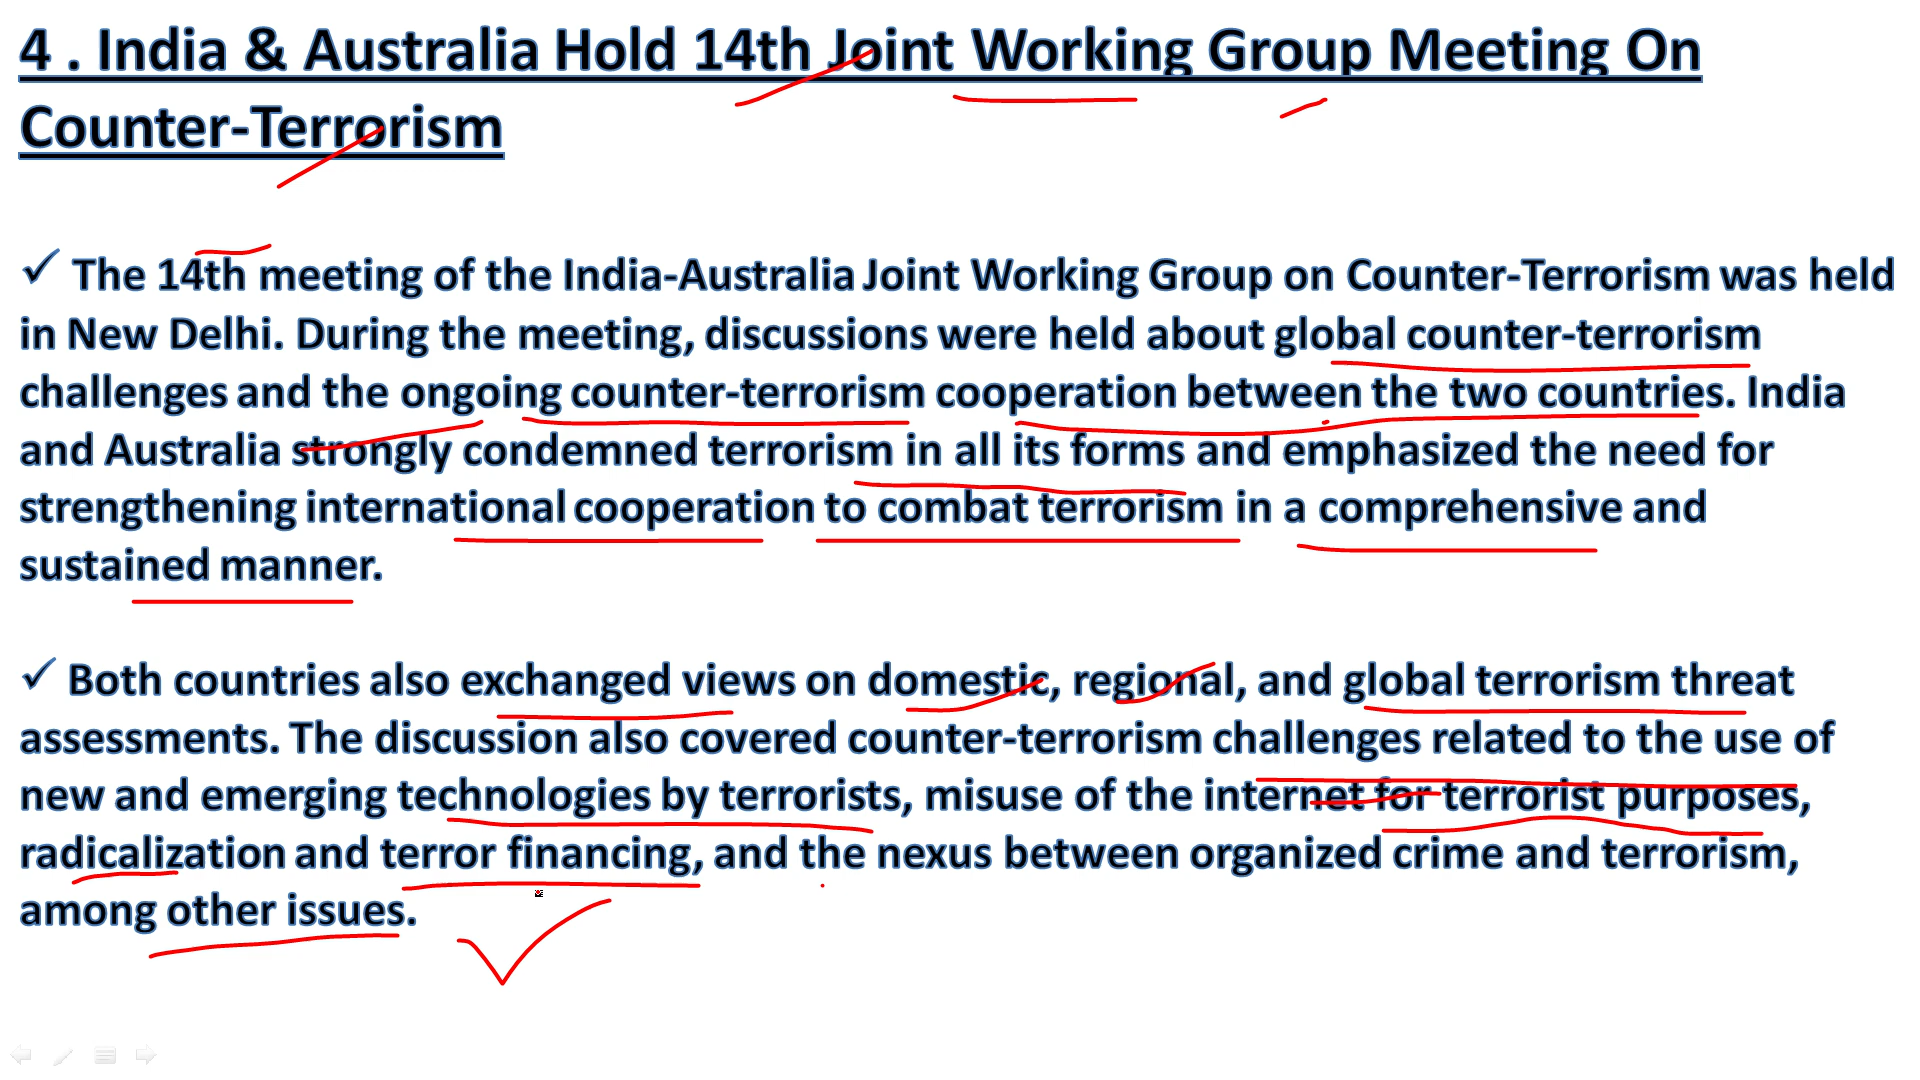 4 . India & Australia Hold 14th Joint Working Group Meeting On
Counter-Terrorism
✓ The 14th meeting of the India-Australia Joint Working Group on Counter-Terrorism was held
in New Delhi. During the meeting, discussions were held about global counter-terrorism
challenges and the ongoing counter-terrorism cooperation between the two countries. India
and Australia strongly condemned terrorism in all its forms and emphasized the need for
strengthening international cooperation to combat terrorism in a comprehensive and
sustained manner.
✓ Both countries also exchanged views on domestic, regional, and global terrorism threat
assessments. The discussion also covered counter-terrorism challenges related to the use of
new and emerging technologies by terrorists, misuse of the internet for terrorist purposes,
radicalization and terror financing, and the nexus between organized crime and terrorism,
among other issues.